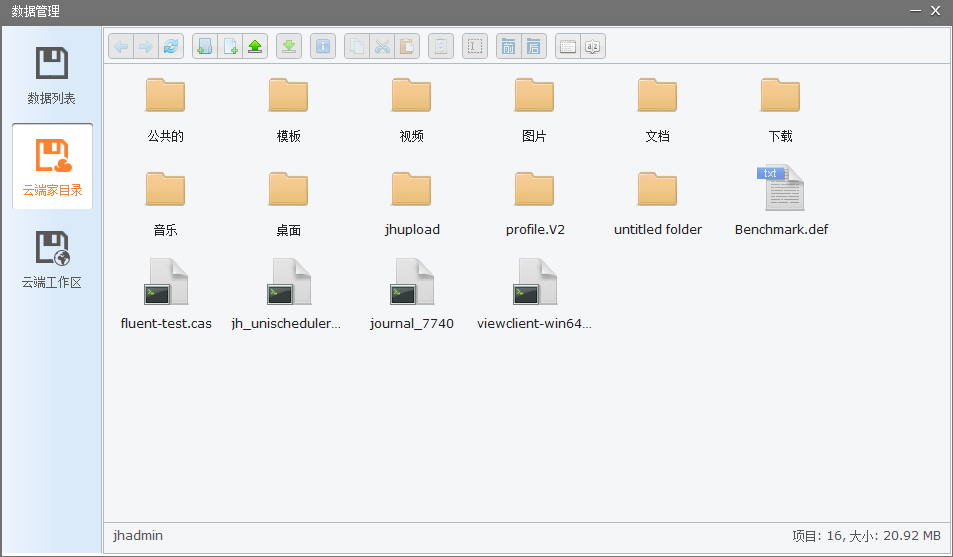 数据管理
数据列表
云端家目录
云端工作区
公共的
模板
视频
图片
文档
下载
音乐
桌面
jhupload
profile.V2
untitled folder
txt
Benchmark.def
fluent-test.cas
jh_unischeduler...
journal_7740
viewclient-win64...
jhadmin
项目: 16, 大小: 20.92 MB